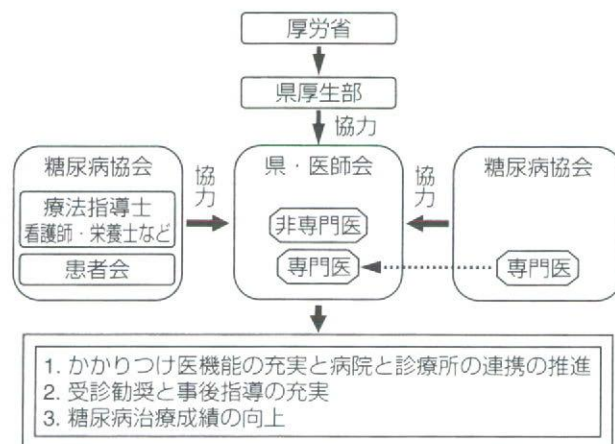 厚労省
県厚生部
協力
糖尿病協会
療法指導士
看護師・栄養士など
患者会
協力
県・医師会
非専門医
専門医
協力
糖尿病協会
専門医
1. かかりつけ医機能の充実と病院と診療所の連携の推進
2. 受診勧奨と事後指導の充実
3. 糖尿病治療成績の向上